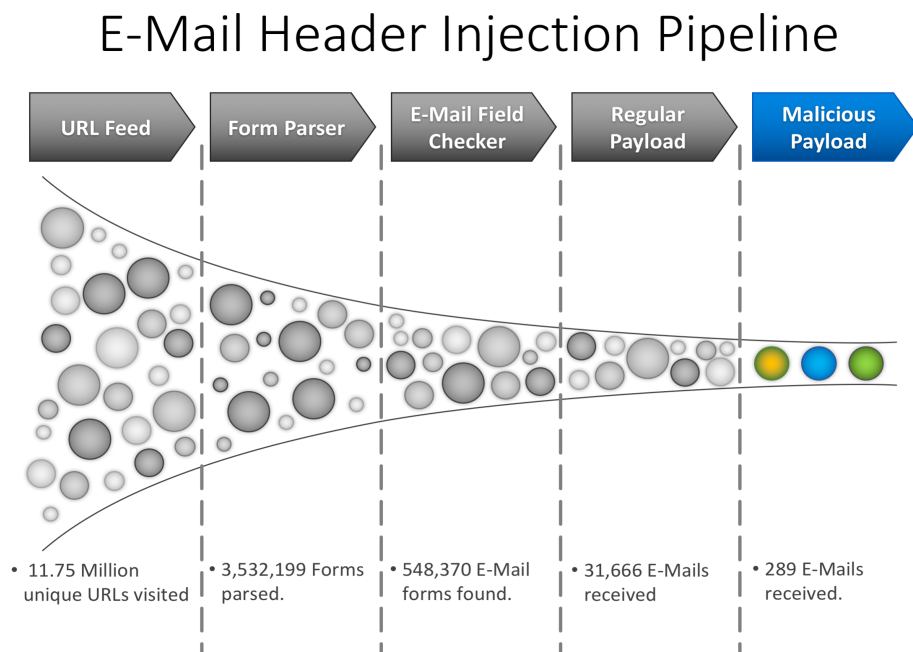 E-Mail Header Injection Pipeline
URL Feed
Form Parser
E-Mail Field
Checker
Regular
Payload
Malicious
Payload
• 11.75 Million
unique URLs visited
• 3,532,199 Forms
parsed.
• 548,370 E-Mail
forms found.
• 31,666 E-Mails
received
• 289 E-Mails
received.